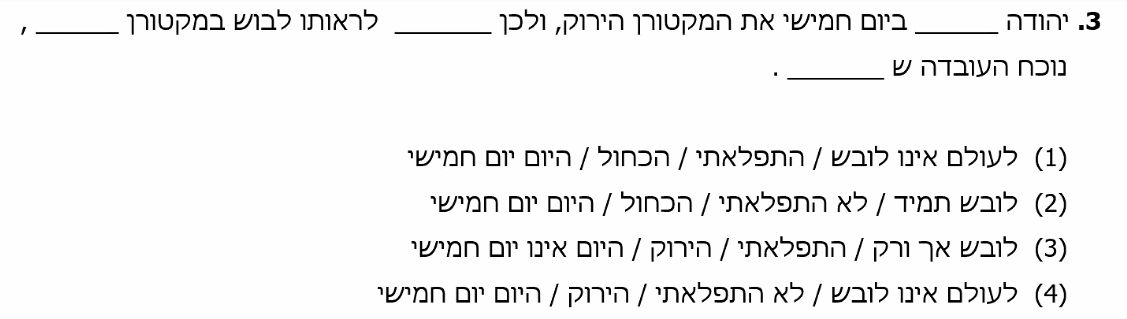 3. יהודה ______ ביום חמישי את המקטורן הירוק, ולכן _______ לראותו לבוש במקטורן ______ ,
נוכח העובדה ש _______ .
(1) לעולם אינו לובש / התפלאתי / הכחול / היום יום חמישי
(2) לובש תמיד / לא התפלאתי / הכחול / היום יום חמישי
(3) לובש אך ורק / התפלאתי / הירוק / היום אינו יום חמישי
(4) לעולם אינו לובש / לא התפלאתי / הירוק / היום יום חמישי